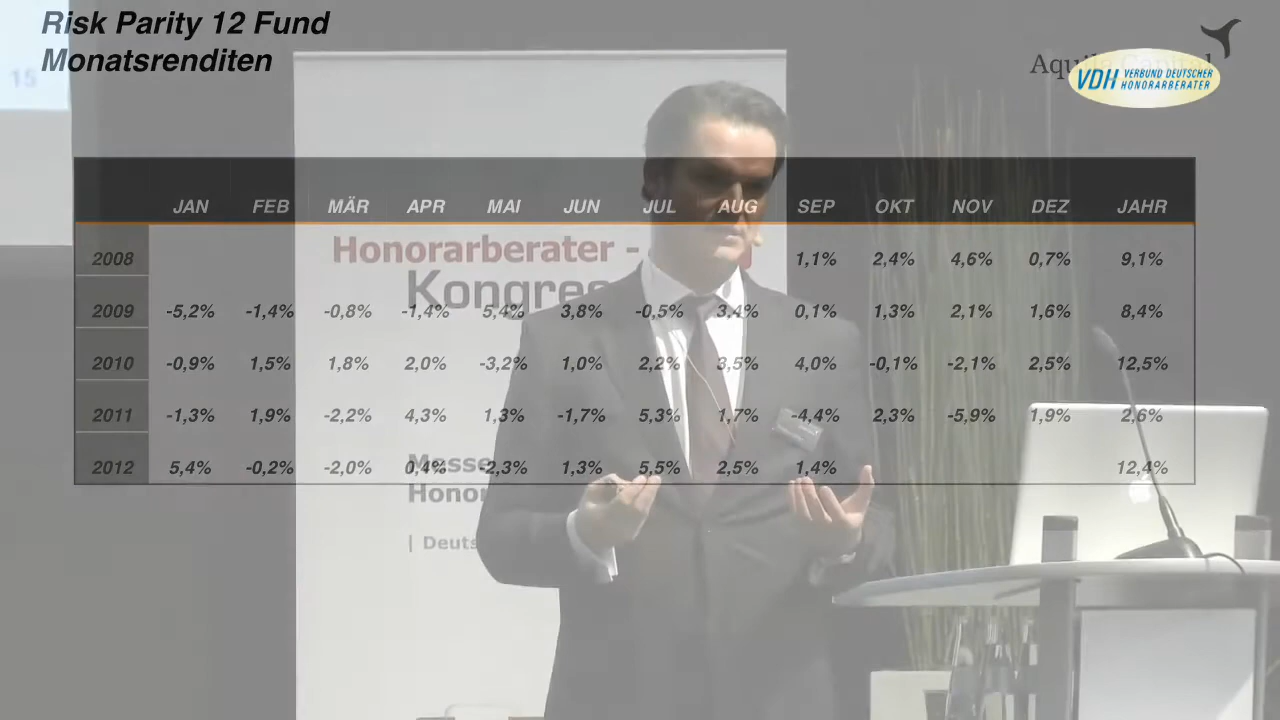 Risk Parity 12 Fund
Monatsrenditen
15
Aquila Capital
VDH VERBUND DEUTSCHER
HONORARBERATER
JAN FEB MÄR APR MAI JUN JUL AUG SEP OKT NOV DEZ JAHR
2008 1,1% 2,4% 4,6% 0,7% 9,1%
2009 -5,2% -1,4% -0,8% -1,4% 5,4% 3,8% -0,5% 3,4% 0,1% 1,3% 2,1% 1,6% 8,4%
2010 -0,9% 1,5% 1,8% 2,0% -3,2% 1,0% 2,2% 3,5% 4,0% -0,1% -2,1% 2,5% 12,5%
2011 -1,3% 1,9% -2,2% 4,3% 1,3% -1,7% 5,3% 1,7% -4,4% 2,3% -5,9% 1,9% 2,6%
2012 5,4% -0,2% -2,0% 0,4% -2,3% 1,3% 5,5% 2,5% 1,4% 12,4%
Honorarberater -
Kongres
Messe
Honor
| Deuts